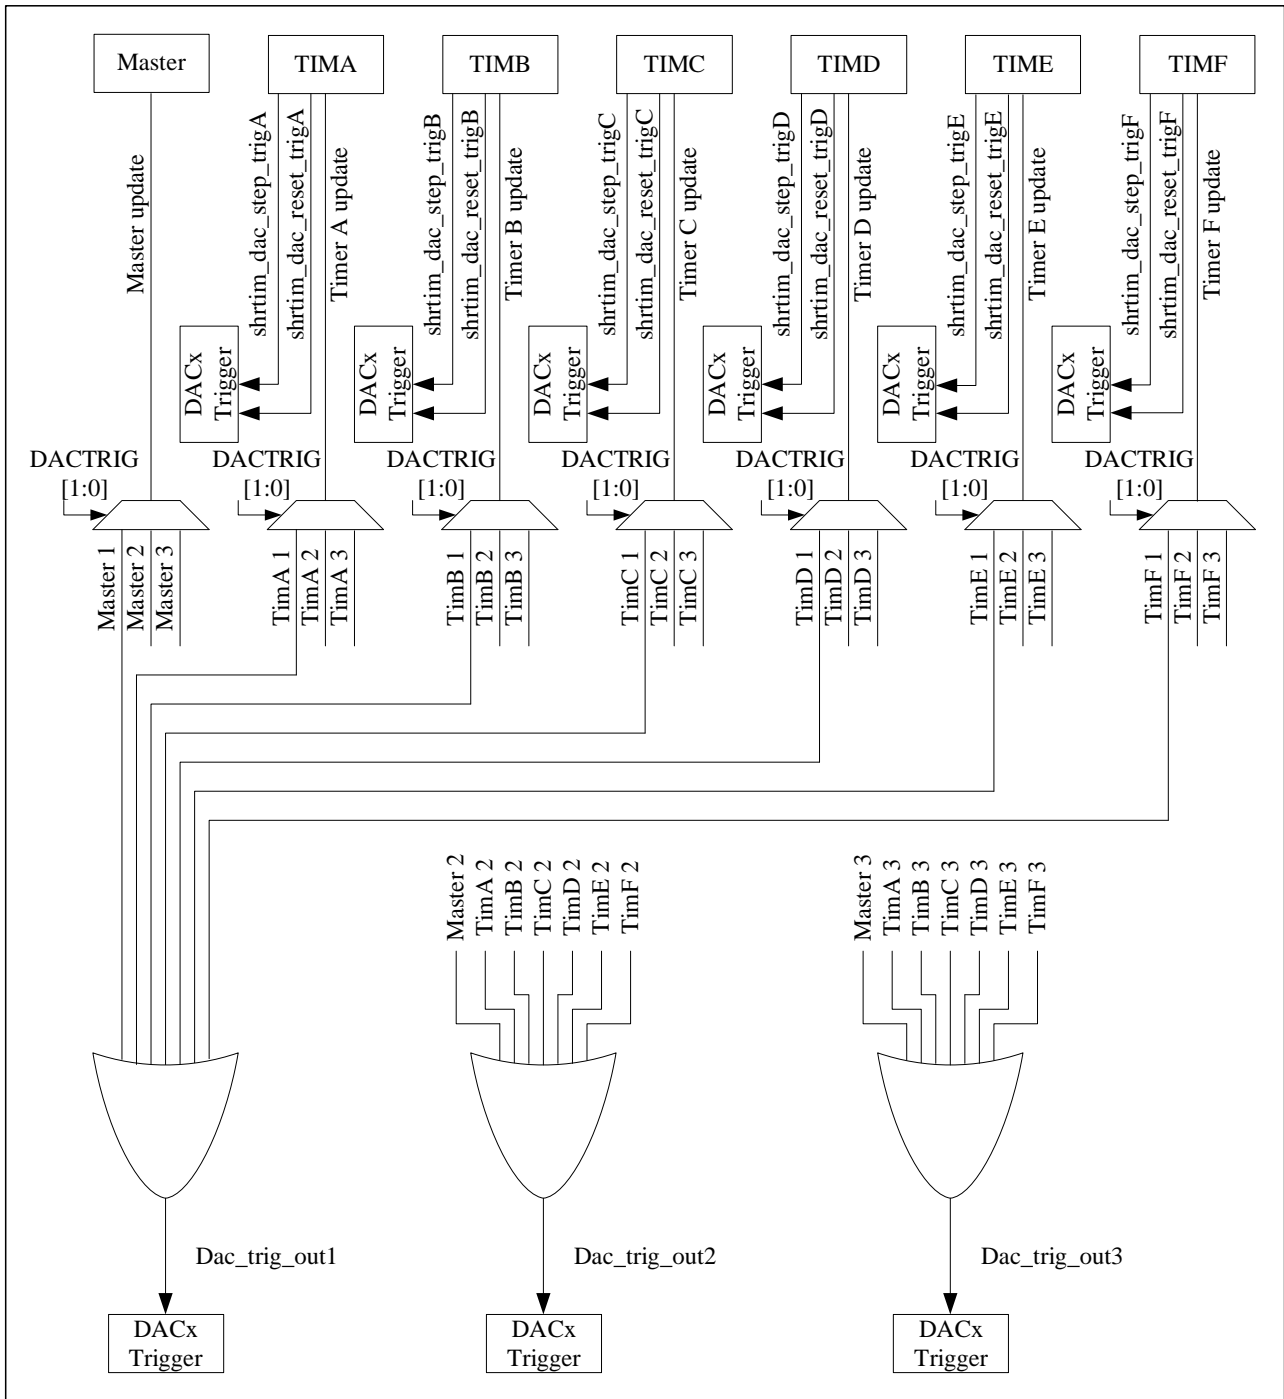 Master
TIMA
TIMB
TIMC
TIMD
TIME
TIMF
Master update
shrtim_dac_step_trigA
shrtim_dac_reset_trigA
Timer A update
shrtim_dac_step_trigB
shrtim_dac_reset_trigB
Timer B update
shrtim_dac_step_trigC
shrtim_dac_reset_trigC
Timer C update
shrtim_dac_step_trigD
shrtim_dac_reset_trigD
Timer D update
shrtim_dac_step_trigE
shrtim_dac_reset_trigE
Timer E update
shrtim_dac_step_trigF
shrtim_dac_reset_trigF
Timer F update
DACx
Trigger
DACx
Trigger
DACx
Trigger
DACx
Trigger
DACx
Trigger
DACx
Trigger
DACTRIG
[1:0]
DACTRIG
[1:0]
DACTRIG
[1:0]
DACTRIG
[1:0]
DACTRIG
[1:0]
DACTRIG
[1:0]
DACTRIG
[1:0]
Master 1
Master 2
Master 3
TimA 1
TimA 2
TimA 3
TimB 1
TimB 2
TimB 3
TimC 1
TimC 2
TimC 3
TimD 1
TimD 2
TimD 3
TimE 1
TimE 2
TimE 3
TimF 1
TimF 2
TimF 3
Master 2
TimA 2
TimB 2
TimC 2
TimD 2
TimE 2
TimF 2
Master 3
TimA 3
TimB 3
TimC 3
TimD 3
TimE 3
TimF 3
Dac_trig_out1
Dac_trig_out2
Dac_trig_out3
DACx
Trigger
DACx
Trigger
DACx
Trigger